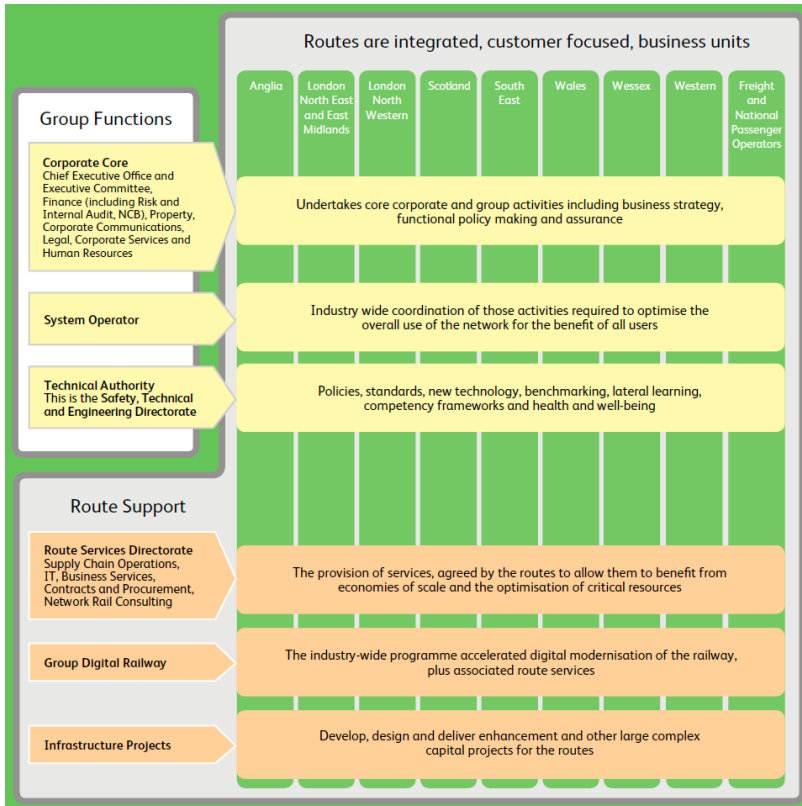 Routes are integrated, customer focused, business units
Anglia
London
North East
and East
Midlands
London
North
Western
Scotland
South
East
Wales
Wessex
Western
Freight
and
National
Passenger
Operators
Group Functions
Corporate Core
Chief Executive Office and
Executive Committee,
Finance (including Risk and
Internal Audit, NCB), Property,
Corporate Communications,
Legal, Corporate Services and
Human Resources
Undertakes core corporate and group activities including business strategy,
functional policy making and assurance
System Operator
Industry wide coordination of those activities required to optimise the
overall use of the network for the benefit of all users
Technical Authority
This is the Safety, Technical
and Engineering Directorate
Policies, standards, new technology, benchmarking, lateral learning,
competency frameworks and health and well-being
Route Support
Route Services Directorate
Supply Chain Operations,
IT, Business Services,
Contracts and Procurement,
Network Rail Consulting
The provision of services, agreed by the routes to allow them to benefit from
economies of scale and the optimisation of critical resources
Group Digital Railway
The industry-wide programme accelerated digital modernisation of the railway,
plus associated route services
Infrastructure Projects
Develop, design and deliver enhancement and other large complex
capital projects for the routes